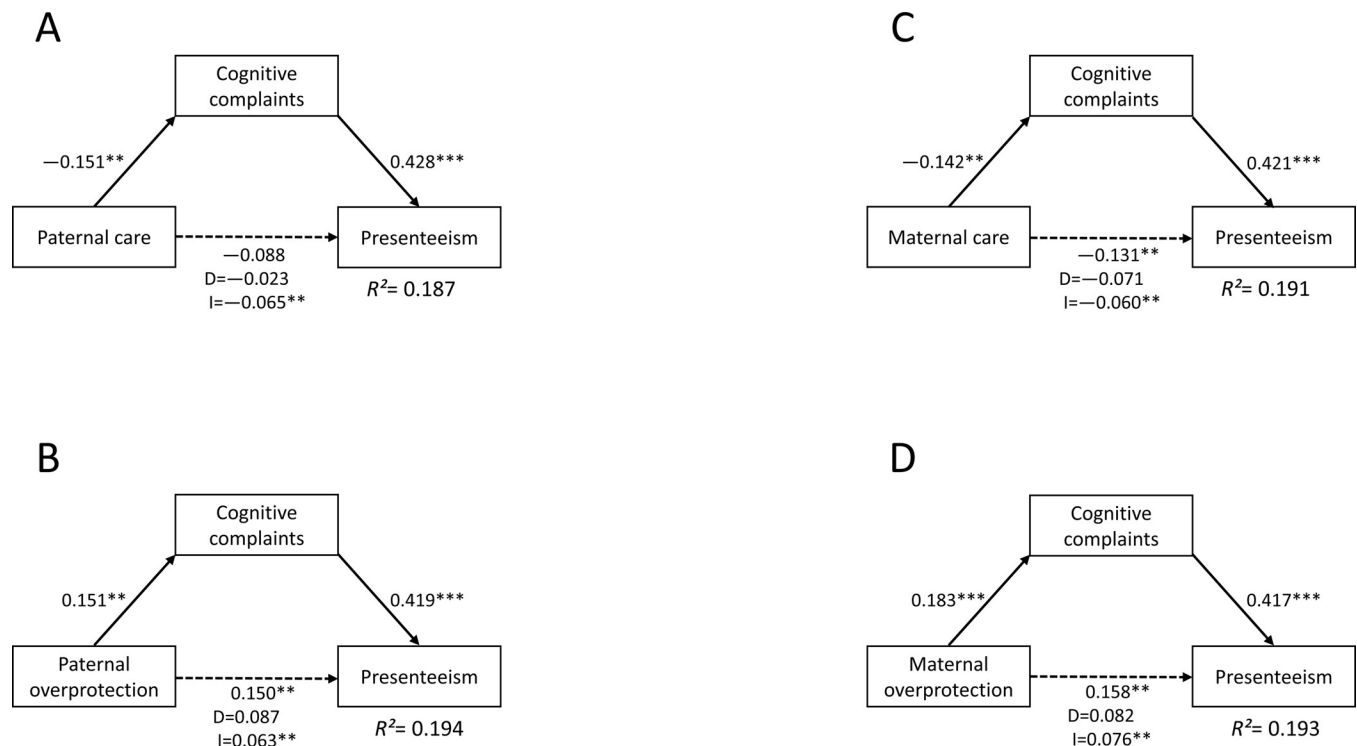 A
Cognitive
complaints
—0.151**
0.428***
Paternal care
Presenteeism
—0.088
D=—0.023
I=—0.065**
R²= 0.187
C
Cognitive
complaints
—0.142**
0.421***
Maternal care
Presenteeism
—0.131**
D=—0.071
I=—0.060**
R²= 0.191
B
Cognitive
complaints
0.151**
0.419***
Paternal
overprotection
Presenteeism
0.150**
D=0.087
I=0.063**
R²= 0.194
D
Cognitive
complaints
0.183***
0.417***
Maternal
overprotection
Presenteeism
0.158**
D=0.082
I=0.076**
R²= 0.193